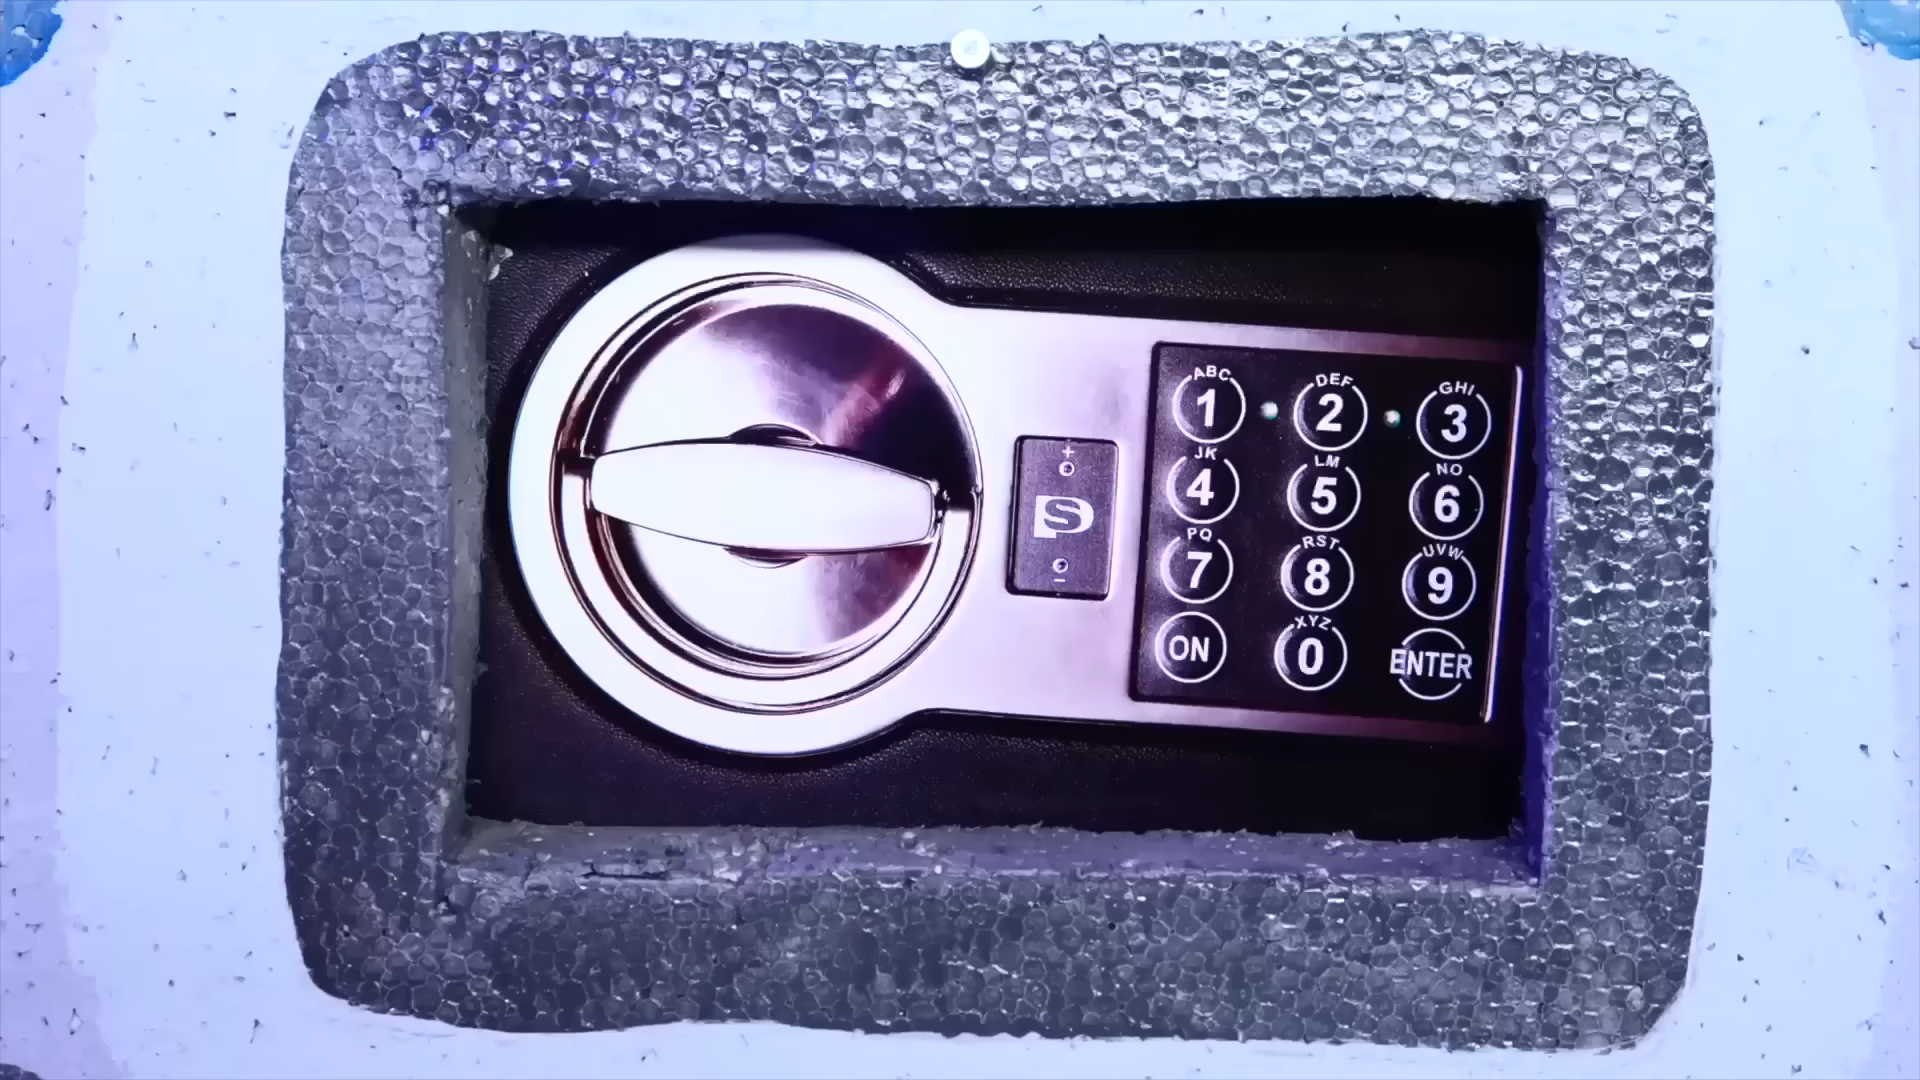 ABC DEF GHI
1 2 3
JK LM NO
4 5 6
PS
PQ RST UVW
7 8 9
XYZ
ON 0 ENTER